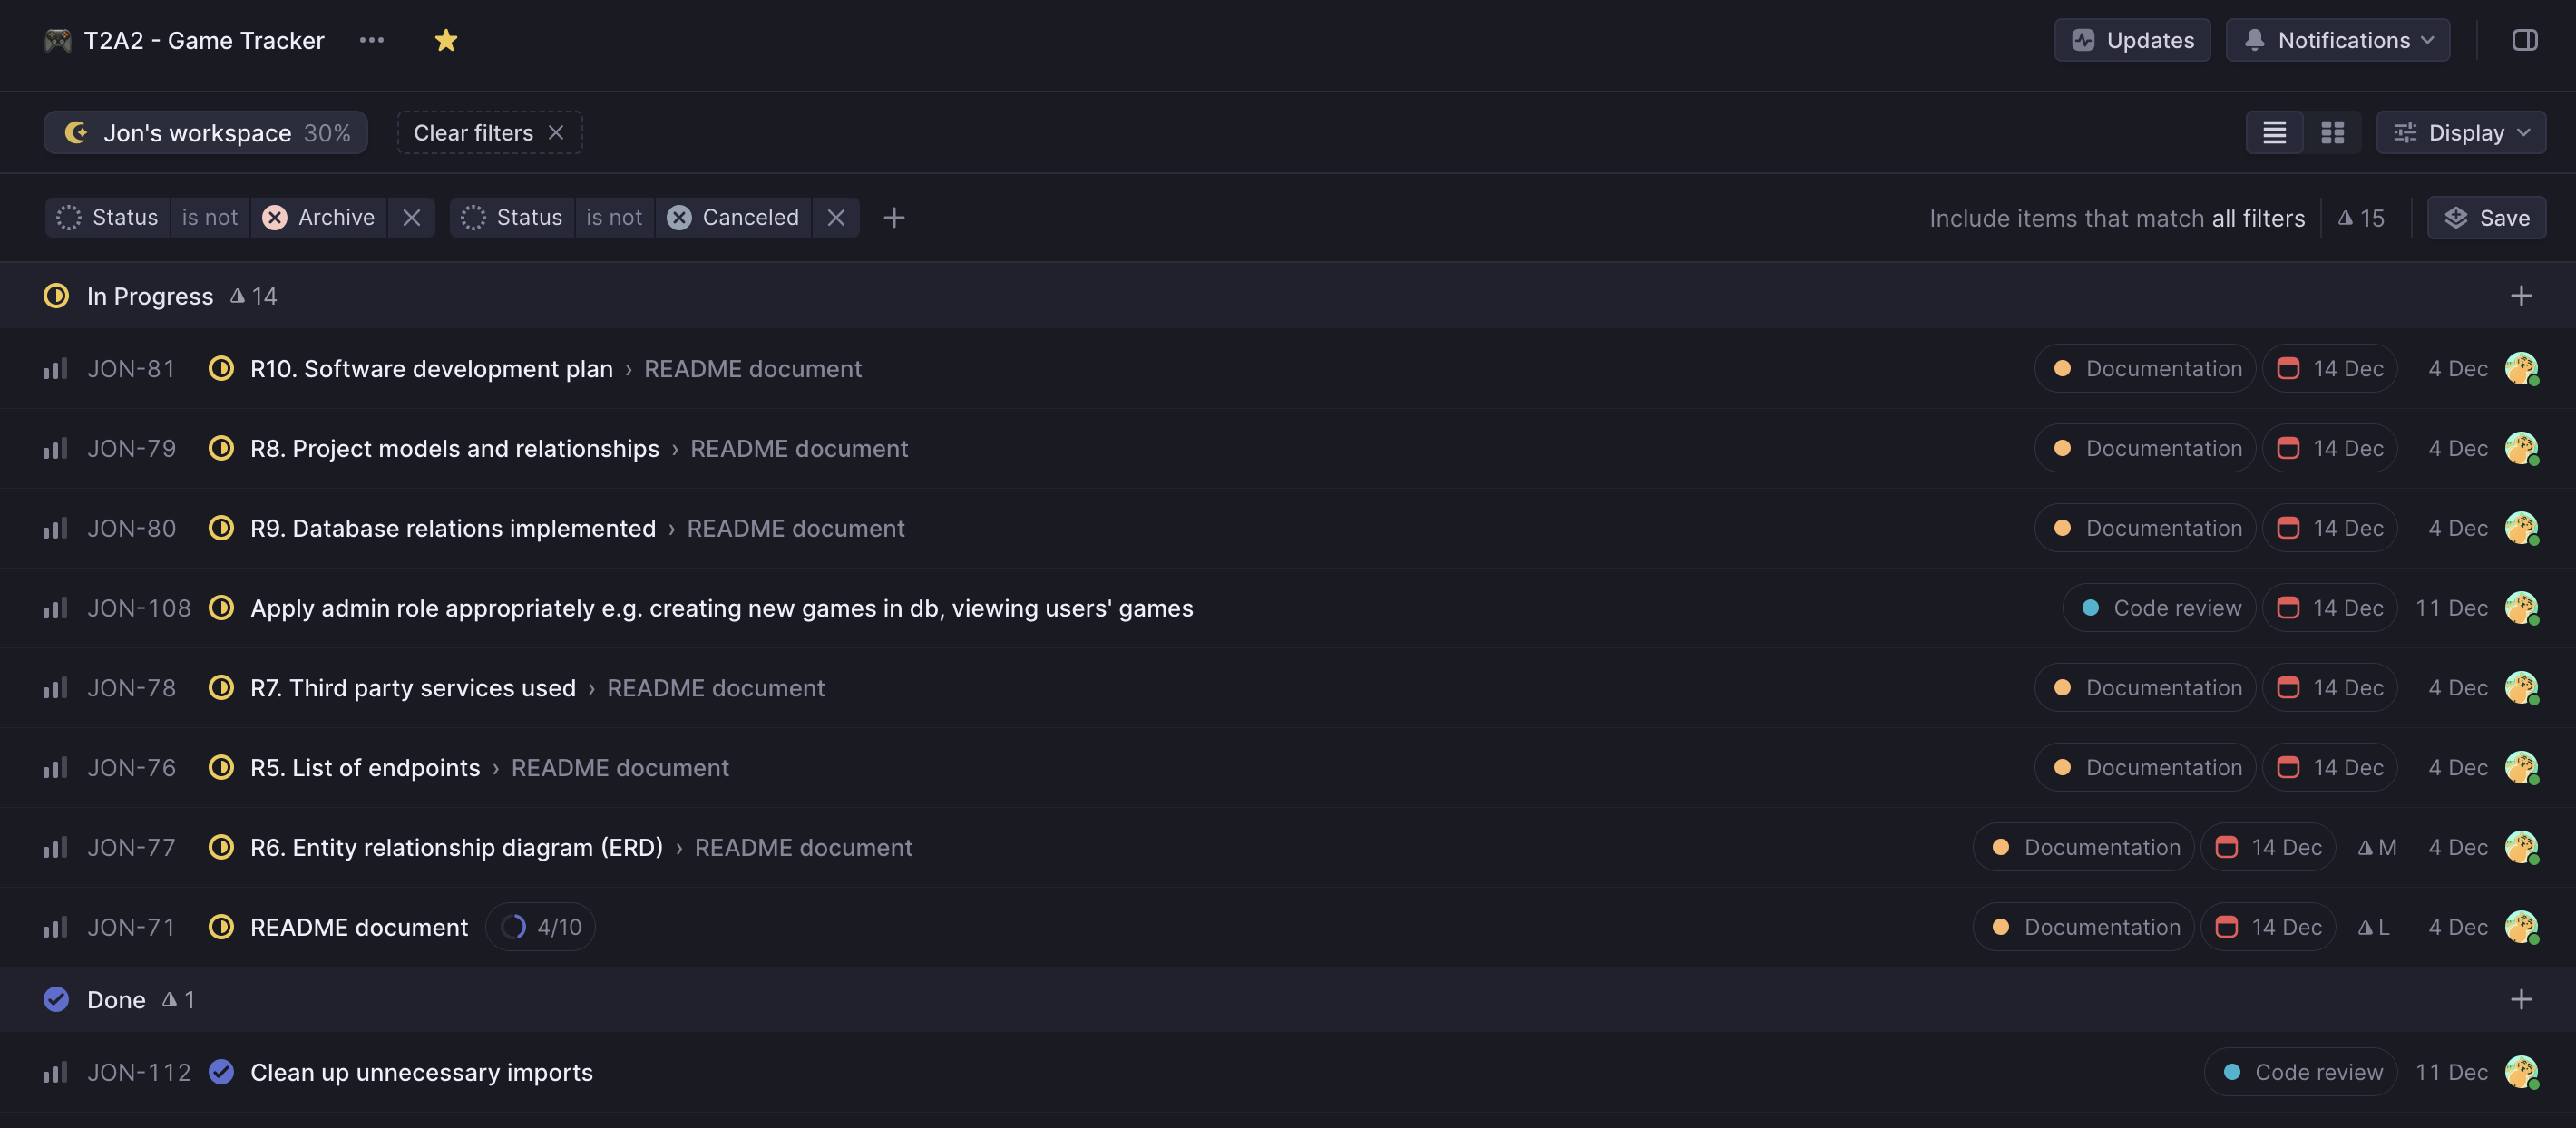 T2A2 - Game Tracker
Updates
Notifications
Jon's workspace 30%
Clear filters
Display
Status is not Archive
Status is not Canceled
Include items that match all filters
15
Save
In Progress 14
JON-81 R10. Software development plan › README document Documentation 14 Dec 4 Dec
JON-79 R8. Project models and relationships › README document Documentation 14 Dec 4 Dec
JON-80 R9. Database relations implemented › README document Documentation 14 Dec 4 Dec
JON-108 Apply admin role appropriately e.g. creating new games in db, viewing users' games Code review 14 Dec 11 Dec
JON-78 R7. Third party services used › README document Documentation 14 Dec 4 Dec
JON-76 R5. List of endpoints › README document Documentation 14 Dec 4 Dec
JON-77 R6. Entity relationship diagram (ERD) › README document Documentation 14 Dec M 4 Dec
JON-71 README document 4/10 Documentation 14 Dec L 4 Dec
Done 1
JON-112 Clean up unnecessary imports Code review 11 Dec